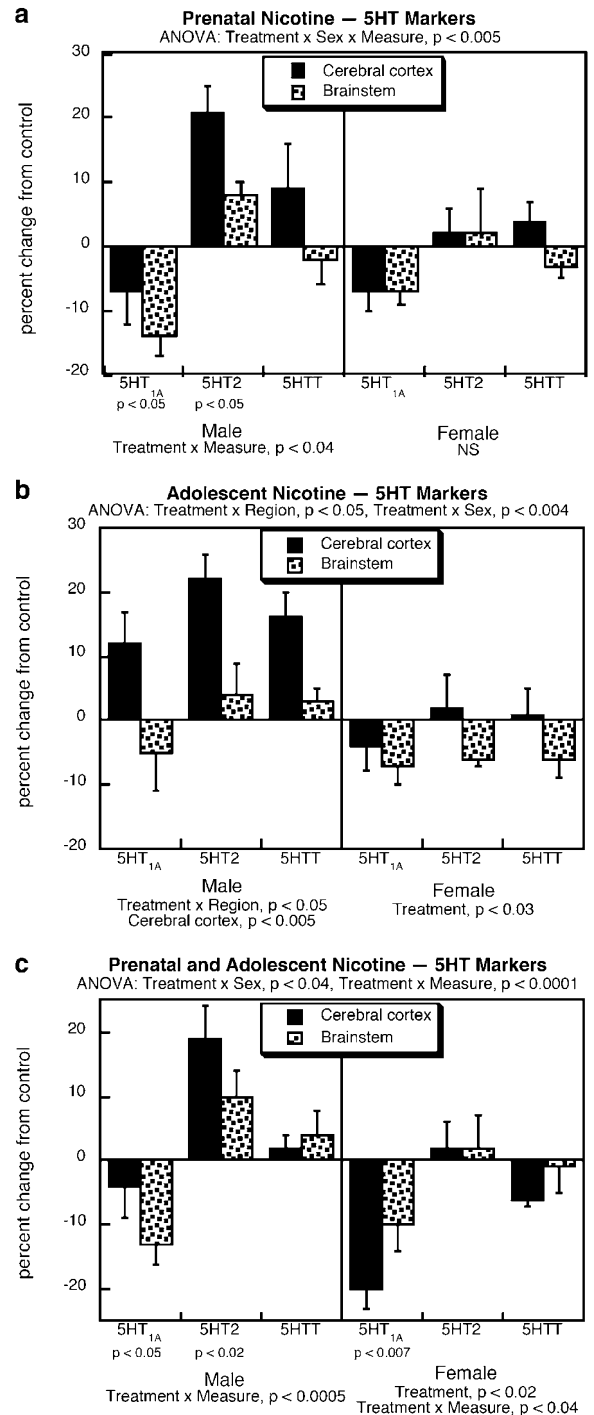 a
Prenatal Nicotine — 5HT Markers
ANOVA: Treatment x Sex x Measure, p < 0.005
percent change from control
30
20
10
0
-10
-20
Cerebral cortex
Brainstem
5HT1A 5HT2 5HTT 5HT1A 5HT2 5HTT
p < 0.05 p < 0.05
Male Female
Treatment x Measure, p < 0.04 NS
b
Adolescent Nicotine — 5HT Markers
ANOVA: Treatment x Region, p < 0.05, Treatment x Sex, p < 0.004
percent change from control
30
20
10
0
-10
-20
Cerebral cortex
Brainstem
5HT1A 5HT2 5HTT 5HT1A 5HT2 5HTT
Male Female
Treatment x Region, p < 0.05 Treatment, p < 0.03
Cerebral cortex, p < 0.005
c
Prenatal and Adolescent Nicotine — 5HT Markers
ANOVA: Treatment x Sex, p < 0.04, Treatment x Measure, p < 0.0001
percent change from control
20
10
0
-10
-20
Cerebral cortex
Brainstem
5HT1A 5HT2 5HTT 5HT1A 5HT2 5HTT
p < 0.05 p < 0.02 p < 0.007
Male Female
Treatment x Measure, p < 0.0005 Treatment, p < 0.02
Treatment x Measure, p < 0.04